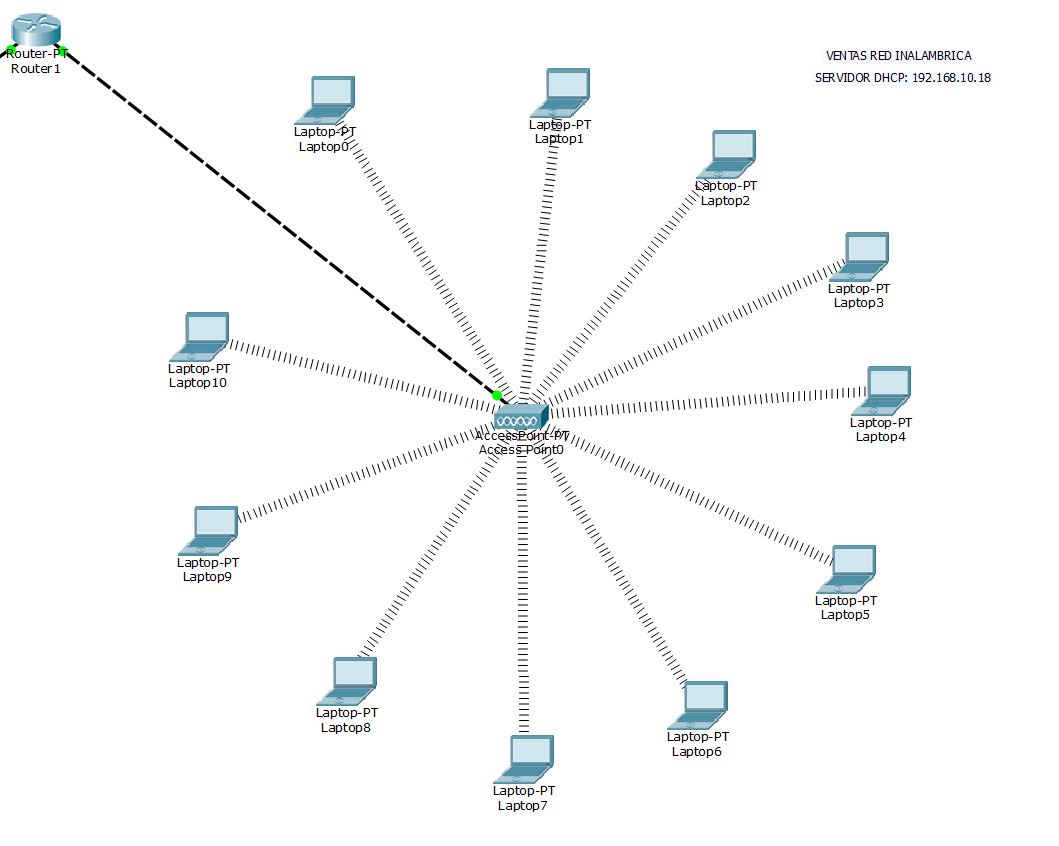 Router-PT
Router1
VENTAS RED INALAMBRICA
SERVIDOR DHCP: 192.168.10.18
Laptop-PT
Laptop0
Laptop-PT
Laptop1
Laptop-PT
Laptop2
Laptop-PT
Laptop3
Laptop-PT
Laptop10
Laptop-PT
Laptop4
AccessPoint-PT
Access Point0
Laptop-PT
Laptop9
Laptop-PT
Laptop5
Laptop-PT
Laptop8
Laptop-PT
Laptop6
Laptop-PT
Laptop7